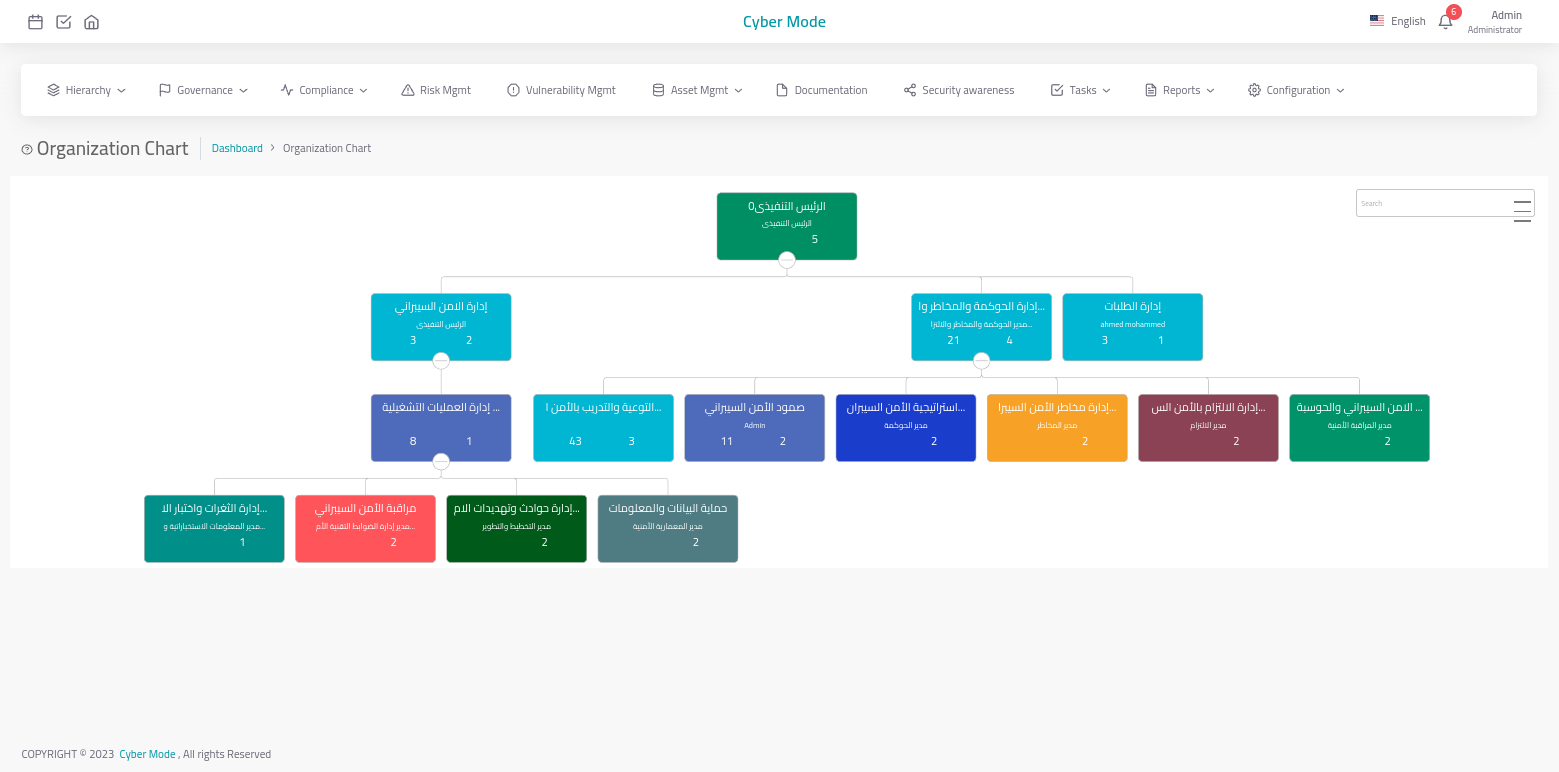 Cyber Mode
English
6
Admin
Administrator
Hierarchy
Governance
Compliance
Risk Mgmt
Vulnerability Mgmt
Asset Mgmt
Documentation
Security awareness
Tasks
Reports
Configuration
Organization Chart
Dashboard > Organization Chart
Search
الرئيس التنفيذى0
الرئيس التنفيذى
5
إدارة الامن السيبراني
الرئيس التنفيذى
3 2
إدارة الحوكمة والمخاطر وا...
مدير الحوكمة والمخاطر والالتزا...
21 4
إدارة الطلبات
ahmed mohammed
3 1
إدارة العمليات التشغيلية ...
8 1
التوعية والتدريب بالأمن ا...
43 3
صمود الأمن السيبراني
Admin
11 2
استراتيجية الأمن السيبران...
مدير الحوكمة
2
إدارة مخاطر الأمن السيبرا...
مدير المخاطر
2
إدارة الالتزام بالأمن الس...
مدير الالتزام
2
الامن السيبراني والحوسبة ...
مدير المراقبة الأمنية
2
إدارة الثغرات واختبار الا...
مدير المعلومات الاستخباراتية و...
1
مراقبة الأمن السيبراني
مدير إدارة الضوابط التقنية الأم...
2
إدارة حوادث وتهديدات الام...
مدير التخطيط والتطوير
2
حماية البيانات والمعلومات
مدير المعمارية الأمنية
2
COPYRIGHT © 2023 Cyber Mode , All rights Reserved